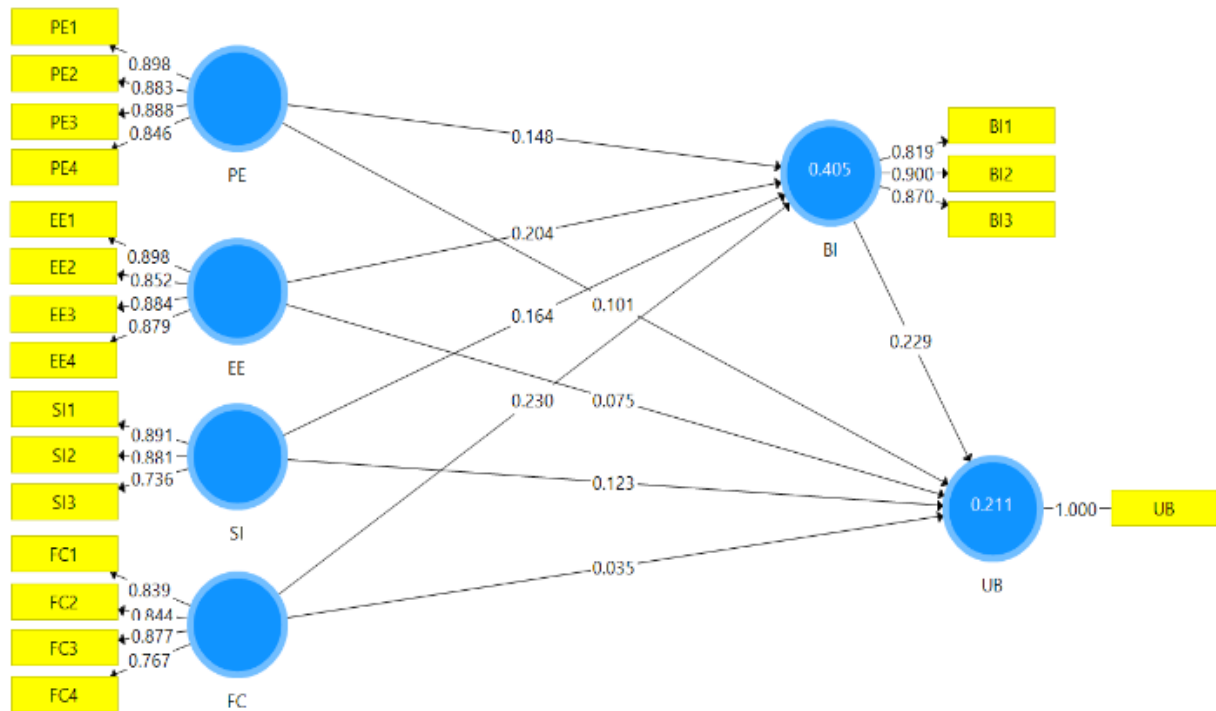 PE1
0.898
PE2
0.883
PE3
0.888
PE4
0.846
PE
EE1
0.898
EE2
0.852
EE3
0.884
EE4
0.879
EE
SI1
0.891
SI2
0.881
SI3
0.736
SI
FC1
0.839
FC2
0.844
FC3
0.877
FC4
0.767
FC
0.148
0.204
0.164
0.230
0.101
0.075
0.123
0.035
0.405
BI
0.819
BI1
0.900
BI2
0.870
BI3
0.229
0.211
UB
1.000
UB